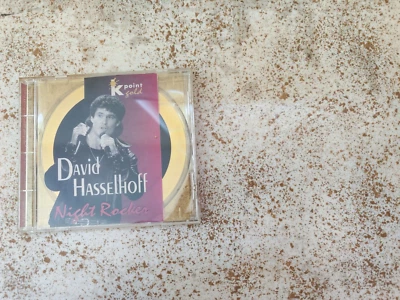 K point
gold
David
Hasselhoff
Night Rocker